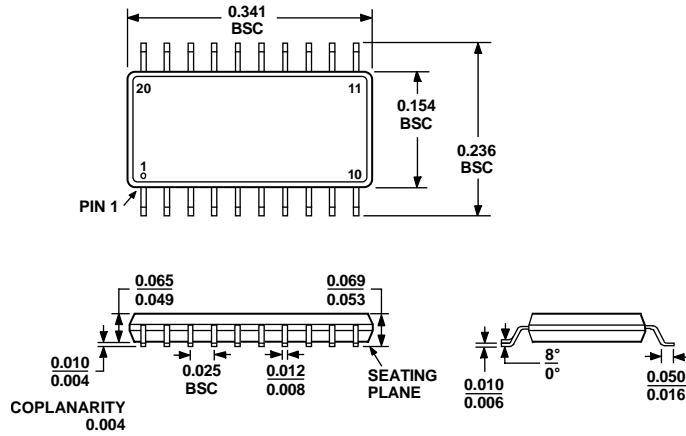 0.341
BSC
20
11
0.154
BSC
0.236
BSC
1
10
PIN 1
0.065
0.049
0.069
0.053
0.010
0.004
0.025
BSC
0.012
0.008
SEATING
PLANE
COPLANARITY
0.004
0.010
0.006
8°
0°
0.050
0.016